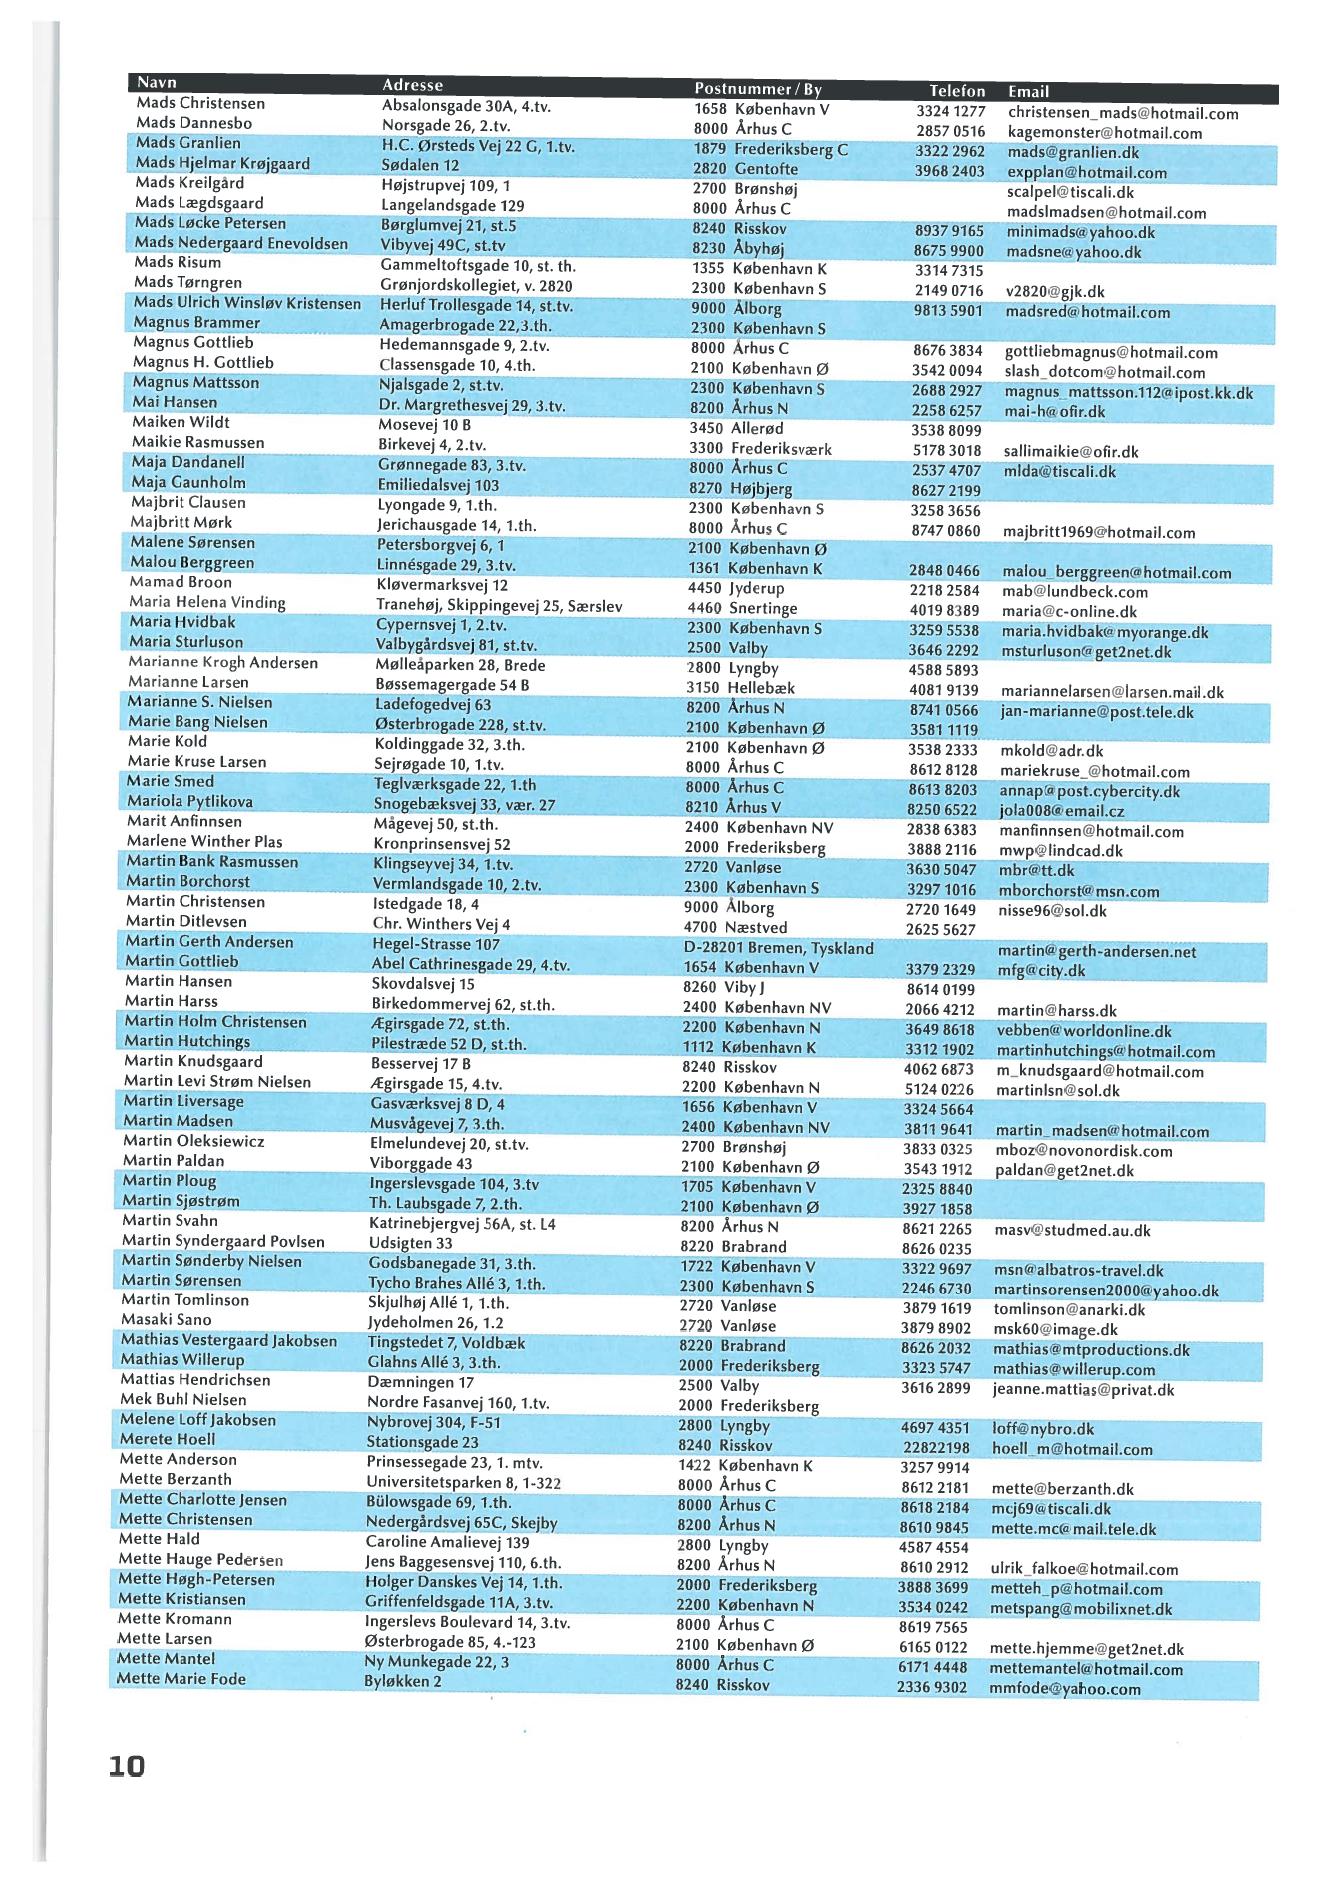 Navn Adresse Postnummer / By Telefon Email
Mads Christensen Absalonsgade 30A, 4.tv. 1658 København V 3324 1277 christensen_mads@hotmail.com
Mads Dannesbo Norsgade 26, 2.tv. 8000 Århus C 2857 0516 kagemonster@hotmail.com
Mads Granlien H.C. Ørsteds Vej 22 G, 1.tv. 1879 Frederiksberg C 3322 2962 mads@granlien.dk
Mads Hjelmar Krøjgaard Sødalen 12 2820 Gentofte 3968 2403 expplan@hotmail.com
Mads Kreilgård Højstrupvej 109, 1 2700 Brønshøj scalpel@tiscali.dk
Mads Lægdsgaard Langelandsgade 129 8000 Århus C madslmadsen@hotmail.com
Mads Løcke Petersen Børglumvej 21, st.5 8240 Risskov 8937 9165 minimads@yahoo.dk
Mads Nedergaard Enevoldsen Vibyvej 49C, st.tv 8230 Åbyhøj 8675 9900 madsne@yahoo.dk
Mads Risum Gammeltoftsgade 10, st. th. 1355 København K 3314 7315
Mads Tørngren Grønjordskollegiet, v. 2820 2300 København S 2149 0716 v2820@gjk.dk
Mads Ulrich Winsløv Kristensen Herluf Trollesgade 14, st.tv. 9000 Ålborg 9813 5901 madsred@hotmail.com
Magnus Brammer Amagerbrogade 22,3.th. 2300 København S
Magnus Gottlieb Hedemannsgade 9, 2.tv. 8000 Århus C 8676 3834 gottliebmagnus@hotmail.com
Magnus H. Gottlieb Classensgade 10, 4.th. 2100 København Ø 3542 0094 slash_dotcom@hotmail.com
Magnus Mattsson Njalsgade 2, st.tv. 2300 København S 2688 2927 magnus_mattsson.112@ipost.kk.dk
Mai Hansen Dr. Margrethesvej 29, 3.tv. 8200 Århus N 2258 6257 mai-h@ofir.dk
Maiken Wildt Mosevej 10 B 3450 Allerød 3538 8099
Maikie Rasmussen Birkevej 4, 2.tv. 3300 Frederiksværk 5178 3018 sallimaikie@ofir.dk
Maja Dandanell Grønnegade 83, 3.tv. 8000 Århus C 2537 4707 mlda@tiscali.dk
Maja Gaunholm Emiliedalsvej 103 8270 Højbjerg 8627 2199
Majbrit Clausen Lyongade 9, 1.th. 2300 København S 3258 3656
Majbritt Mørk Jerichausgade 14, 1.th. 8000 Århus C 8747 0860 majbritt1969@hotmail.com
Malene Sørensen Petersborgvej 6, 1 2100 København Ø
Malou Berggreen Linnésgade 29, 3.tv. 1361 København K 2848 0466 malou_berggreen@hotmail.com
Mamad Broon Kløvermarksvej 12 4450 Jyderup 2218 2584 mab@lundbeck.com
Maria Helena Vinding Tranehøj, Skippingevej 25, Særslev 4460 Snertinge 4019 8389 maria@c-online.dk
Maria Hvidbak Cypernsvej 1, 2.tv. 2300 København S 3259 5538 maria.hvidbak@myorange.dk
Maria Sturluson Valbygårdsvej 81, st.tv. 2500 Valby 3646 2292 msturluson@get2net.dk
Marianne Krogh Andersen Mølleåparken 28, Brede 2800 Lyngby 4588 5893
Marianne Larsen Bøssemagergade 54 B 3150 Hellebæk 4081 9139 mariannelarsen@larsen.mail.dk
Marianne S. Nielsen Ladefogedvej 63 8200 Århus N 8741 0566 jan-marianne@post.tele.dk
Marie Bang Nielsen Østerbrogade 228, st.tv. 2100 København Ø 3581 1119
Marie Kold Koldinggade 32, 3.th. 2100 København Ø 3538 2333 mkold@adr.dk
Marie Kruse Larsen Sejrøgade 10, 1.tv. 8000 Århus C 8612 8128 mariekruse_@hotmail.com
Marie Smed Teglværksgade 22, 1.th 8000 Århus C 8613 8203 annap@post.cybercity.dk
Mariola Pytlikova Snogebæksvej 33, vær. 27 8210 Århus V 8250 6522 jola008@email.cz
Marit Anfinnsen Mågevej 50, st.th. 2400 København NV 2838 6383 manfinnsen@hotmail.com
Marlene Winther Plas Kronprinsensvej 52 2000 Frederiksberg 3888 2116 mwp@lindcad.dk
Martin Bank Rasmussen Klingseyvej 34, 1.tv. 2720 Vanløse 3630 5047 mbr@tt.dk
Martin Borchorst Vermlandsgade 10, 2.tv. 2300 København S 3297 1016 mborchorst@msn.com
Martin Christensen Istedgade 18, 4 9000 Ålborg 2720 1649 nisse96@sol.dk
Martin Ditlevsen Chr. Winthers Vej 4 4700 Næstved 2625 5627
Martin Gerth Andersen Hegel-Strasse 107 D-28201 Bremen, Tyskland martin@gerth-andersen.net
Martin Gottlieb Abel Cathrinesgade 29, 4.tv. 1654 København V 3379 2329 mfg@city.dk
Martin Hansen Skovdalsvej 15 8260 Viby J 8614 0199
Martin Harss Birkedommervej 62, st.th. 2400 København NV 2066 4212 martin@harss.dk
Martin Holm Christensen Ægirsgade 72, st.th. 2200 København N 3649 8618 vebben@worldonline.dk
Martin Hutchings Pilestræde 52 D, st.th. 1112 København K 3312 1902 martinhutchings@hotmail.com
Martin Knudsgaard Besservej 17 B 8240 Risskov 4062 6873 m_knudsgaard@hotmail.com
Martin Levi Strøm Nielsen Ægirsgade 15, 4.tv. 2200 København N 5124 0226 martinlsn@sol.dk
Martin Liversage Gasværksvej 8 D, 4 1656 København V 3324 5664
Martin Madsen Musvågevej 7, 3.th. 2400 København NV 3811 9641 martin_madsen@hotmail.com
Martin Oleksiewicz Elmelundevej 20, st.tv. 2700 Brønshøj 3833 0325 mboz@novonordisk.com
Martin Paldan Viborggade 43 2100 København Ø 3543 1912 paldan@get2net.dk
Martin Ploug Ingerslevsgade 104, 3.tv 1705 København V 2325 8840
Martin Sjøstrøm Th. Laubsgade 7, 2.th. 2100 København Ø 3927 1858
Martin Svahn Katrinebjergvej 56A, st. L4 8200 Århus N 8621 2265 masv@studmed.au.dk
Martin Syndergaard Povlsen Udsigten 33 8220 Brabrand 8626 0235
Martin Sønderby Nielsen Godsbanegade 31, 3.th. 1722 København V 3322 9697 msn@albatros-travel.dk
Martin Sørensen Tycho Brahes Allé 3, 1.th. 2300 København S 2246 6730 martinsorensen2000@yahoo.dk
Martin Tomlinson Skjulhøj Allé 1, 1.th. 2720 Vanløse 3879 1619 tomlinson@anarki.dk
Masaki Sano Jydeholmen 26, 1.2 2720 Vanløse 3879 8902 msk60@image.dk
Mathias Vestergaard Jakobsen Tingstedet 7, Voldbæk 8220 Brabrand 8626 2032 mathias@mtproductions.dk
Mathias Willerup Glahns Allé 3, 3.th. 2000 Frederiksberg 3323 5747 mathias@willerup.com
Mattias Hendrichsen Dæmningen 17 2500 Valby 3616 2899 jeanne.mattias@privat.dk
Mek Buhl Nielsen Nordre Fasanvej 160, 1.tv. 2000 Frederiksberg
Melene Loff Jakobsen Nybrovej 304, F-51 2800 Lyngby 4697 4351 loff@nybro.dk
Merete Hoell Stationsgade 23 8240 Risskov 22822198 hoell_m@hotmail.com
Mette Anderson Prinsessegade 23, 1. mtv. 1422 København K 3257 9914
Mette Berzanth Universitetsparken 8, 1-322 8000 Århus C 8612 2181 mette@berzanth.dk
Mette Charlotte Jensen Bülowsgade 69, 1.th. 8000 Århus C 8618 2184 mcj69@tiscali.dk
Mette Christensen Nedergårdsvej 65C, Skejby 8200 Århus N 8610 9845 mette.mc@mail.tele.dk
Mette Hald Caroline Amalievej 139 2800 Lyngby 4587 4554
Mette Hauge Pedersen Jens Baggesensvej 110, 6.th. 8200 Århus N 8610 2912 ulrik_falkoe@hotmail.com
Mette Høgh-Petersen Holger Danskes Vej 14, 1.th. 2000 Frederiksberg 3888 3699 metteh_p@hotmail.com
Mette Kristiansen Griffenfeldsgade 11A, 3.tv. 2200 København N 3534 0242 metspang@mobilixnet.dk
Mette Kromann Ingerslevs Boulevard 14, 3.tv. 8000 Århus C 8619 7565
Mette Larsen Østerbrogade 85, 4.-123 2100 København Ø 6165 0122 mette.hjemme@get2net.dk
Mette Mantel Ny Munkegade 22, 3 8000 Århus C 6171 4448 mettemantel@hotmail.com
Mette Marie Fode Byløkken 2 8240 Risskov 2336 9302 mmfode@yahoo.com
10